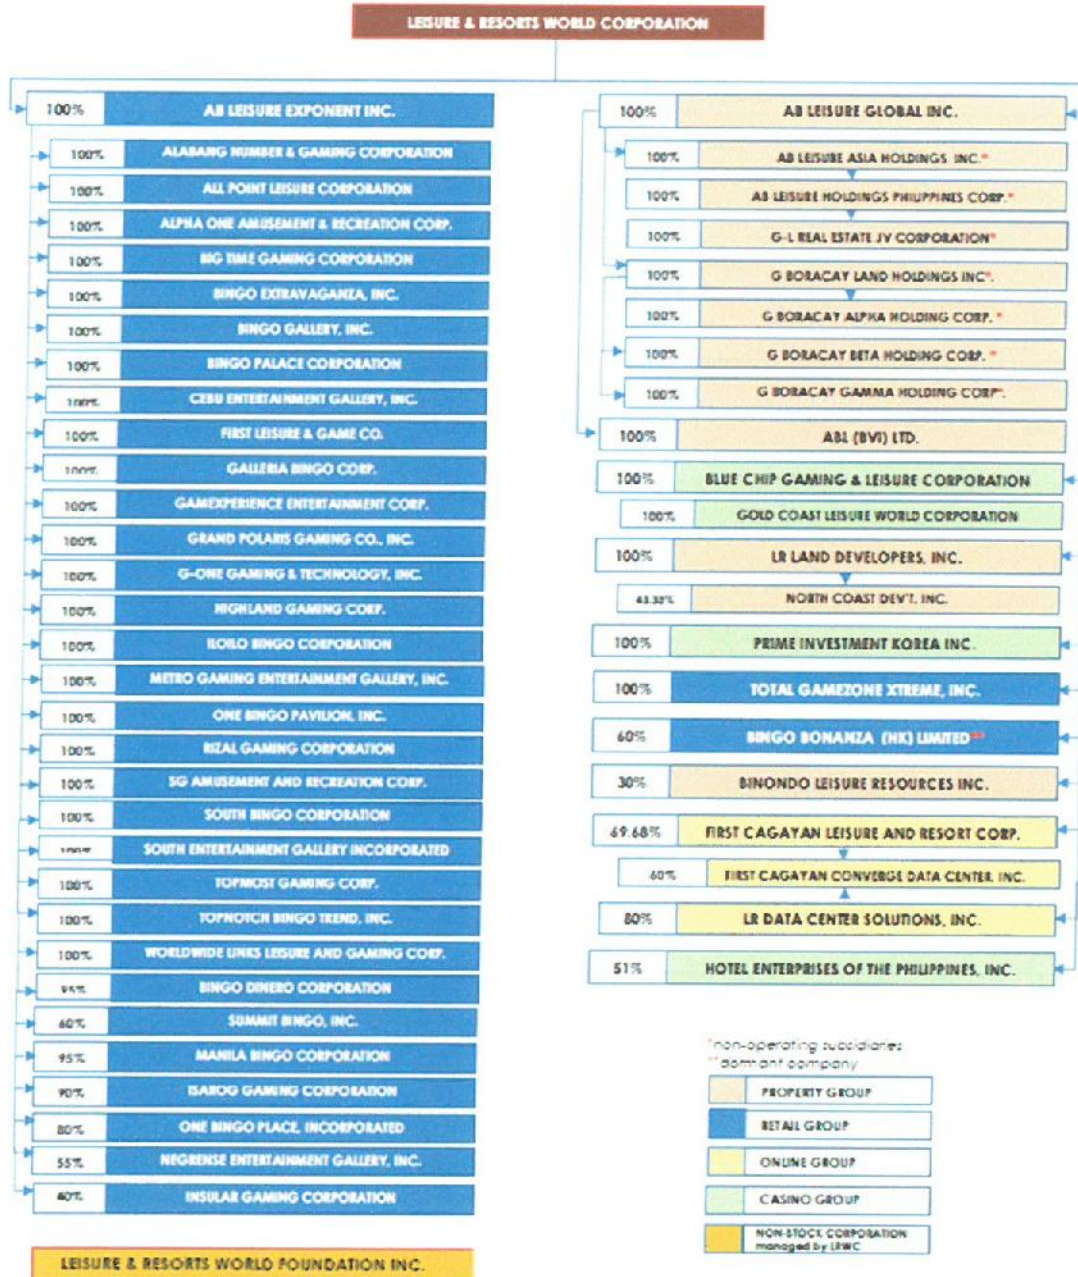 LEISURE & RESORTS WORLD CORPORATION
100% AB LEISURE EXPONENT INC.
100% ALABANG NUMBER & GAMING CORPORATION
100% ALL POINT LEISURE CORPORATION
100% ALPHA ONE AMUSEMENT & RECREATION CORP.
100% BIG TIME GAMING CORPORATION
100% BINGO EXTRAVAGANZA, INC.
100% BINGO GALLERY, INC.
100% BINGO PALACE CORPORATION
100% CEBU ENTERTAINMENT GALLERY, INC.
100% FIRST LEISURE & GAME CO.
100% GALLERIA BINGO CORP.
100% GAMEXPERIENCE ENTERTAINMENT CORP.
100% GRAND POLARIS GAMING CO., INC.
100% G-ONE GAMING & TECHNOLOGY, INC.
100% HIGHLAND GAMING CORP.
100% ILOILO BINGO CORPORATION
100% METRO GAMING ENTERTAINMENT GALLERY, INC.
100% ONE BINGO PAVILION, INC.
100% RIZAL GAMING CORPORATION
100% SG AMUSEMENT AND RECREATION CORP.
100% SOUTH BINGO CORPORATION
100% SOUTH ENTERTAINMENT GALLERY INCORPORATED
100% TOPMOST GAMING CORP.
100% TOPNOTCH BINGO TREND, INC.
100% WORLDWIDE LINKS LEISURE AND GAMING CORP.
95% BINGO DINERO CORPORATION
60% SUMMIT BINGO, INC.
95% MANILA BINGO CORPORATION
90% ISAROG GAMING CORPORATION
80% ONE BINGO PLACE, INCORPORATED
55% NEGRENSE ENTERTAINMENT GALLERY, INC.
40% INSULAR GAMING CORPORATION
LEISURE & RESORTS WORLD FOUNDATION INC.
100% AB LEISURE GLOBAL INC.
100% AB LEISURE ASIA HOLDINGS, INC.*
100% AB LEISURE HOLDINGS PHILIPPINES CORP.*
100% G-L REAL ESTATE JV CORPORATION*
100% G BORACAY LAND HOLDINGS INC*.
100% G BORACAY ALPHA HOLDING CORP. *
100% G BORACAY BETA HOLDING CORP. *
100% G BORACAY GAMMA HOLDING CORP*.
100% ABL (BVI) LTD.
100% BLUE CHIP GAMING & LEISURE CORPORATION
100% GOLD COAST LEISURE WORLD CORPORATION
100% LR LAND DEVELOPERS, INC.
NORTH COAST DEV'T. INC.
100% PRIME INVESTMENT KOREA INC.
100% TOTAL GAMEZONE XTREME, INC.
60% BINGO BONANZA (HK) LIMITED**
30% BINONDO LEISURE RESOURCES INC.
69.68% FIRST CAGAYAN LEISURE AND RESORT CORP.
60% FIRST CAGAYAN CONVERGE DATA CENTER, INC.
80% LR DATA CENTER SOLUTIONS, INC.
51% HOTEL ENTERPRISES OF THE PHILIPPINES, INC.
*non-operating subsidiaries
**dormant company
PROPERTY GROUP
RETAIL GROUP
ONLINE GROUP
CASINO GROUP
NON-STOCK CORPORATION
managed by LRWC